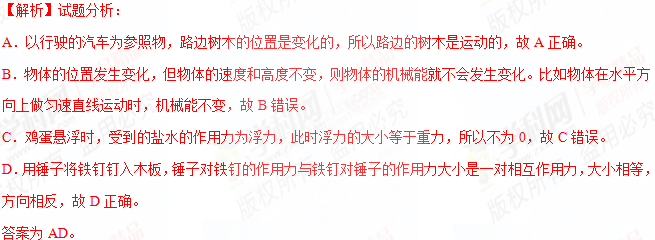 【解析】试题分析：
A．以行驶的汽车为参照物，路边树木的位置是变化的，所以路边的树木是运动的，故 A 正确。
B．物体的位置发生变化，但物体的速度和高度不变，则物体的机械能就不会发生变化。比如物体在水平方
向上做匀速直线运动时，机械能不变，故 B 错误。
C．鸡蛋悬浮时，受到的盐水的作用力为浮力，此时浮力的大小等于重力，所以不为 0，故 C 错误。
D．用锤子将铁钉钉入木板，锤子对铁钉的作用力与铁钉对锤子的作用力大小是一对相互作用力，大小相等，
方向相反，故 D 正确。
答案为 AD。